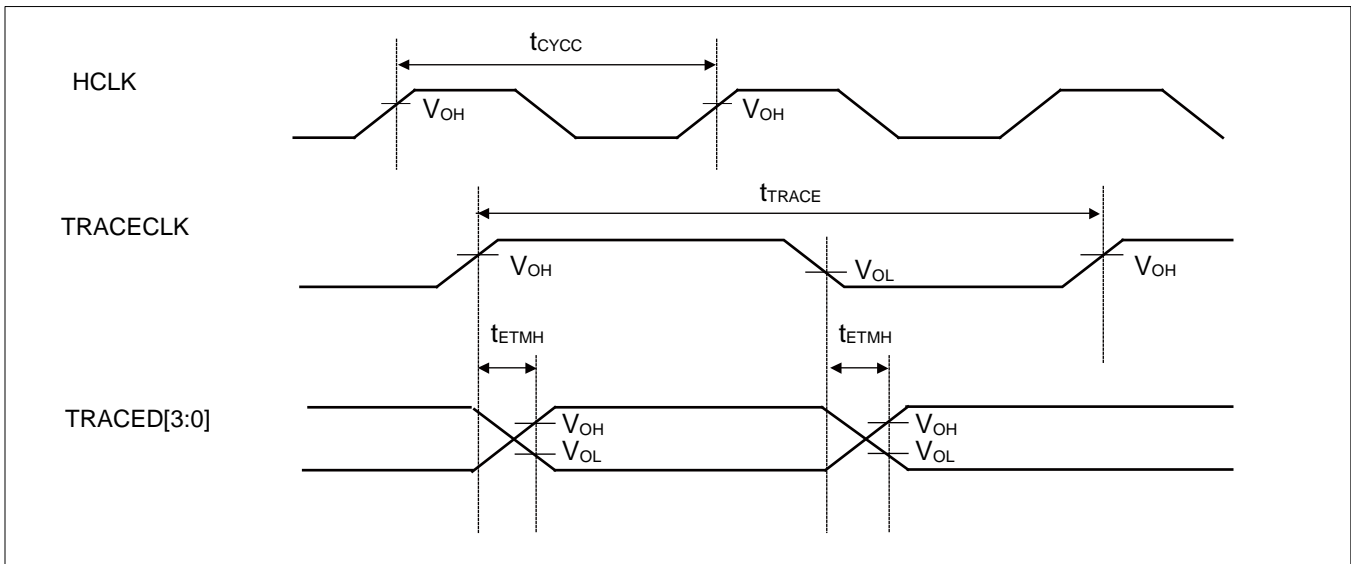 tCYCC
HCLK
VOH
VOH
tTRACE
TRACECLK
VOH
VOL
VOH
tETMH
tETMH
TRACED[3:0]
VOH
VOH
VOL
VOL